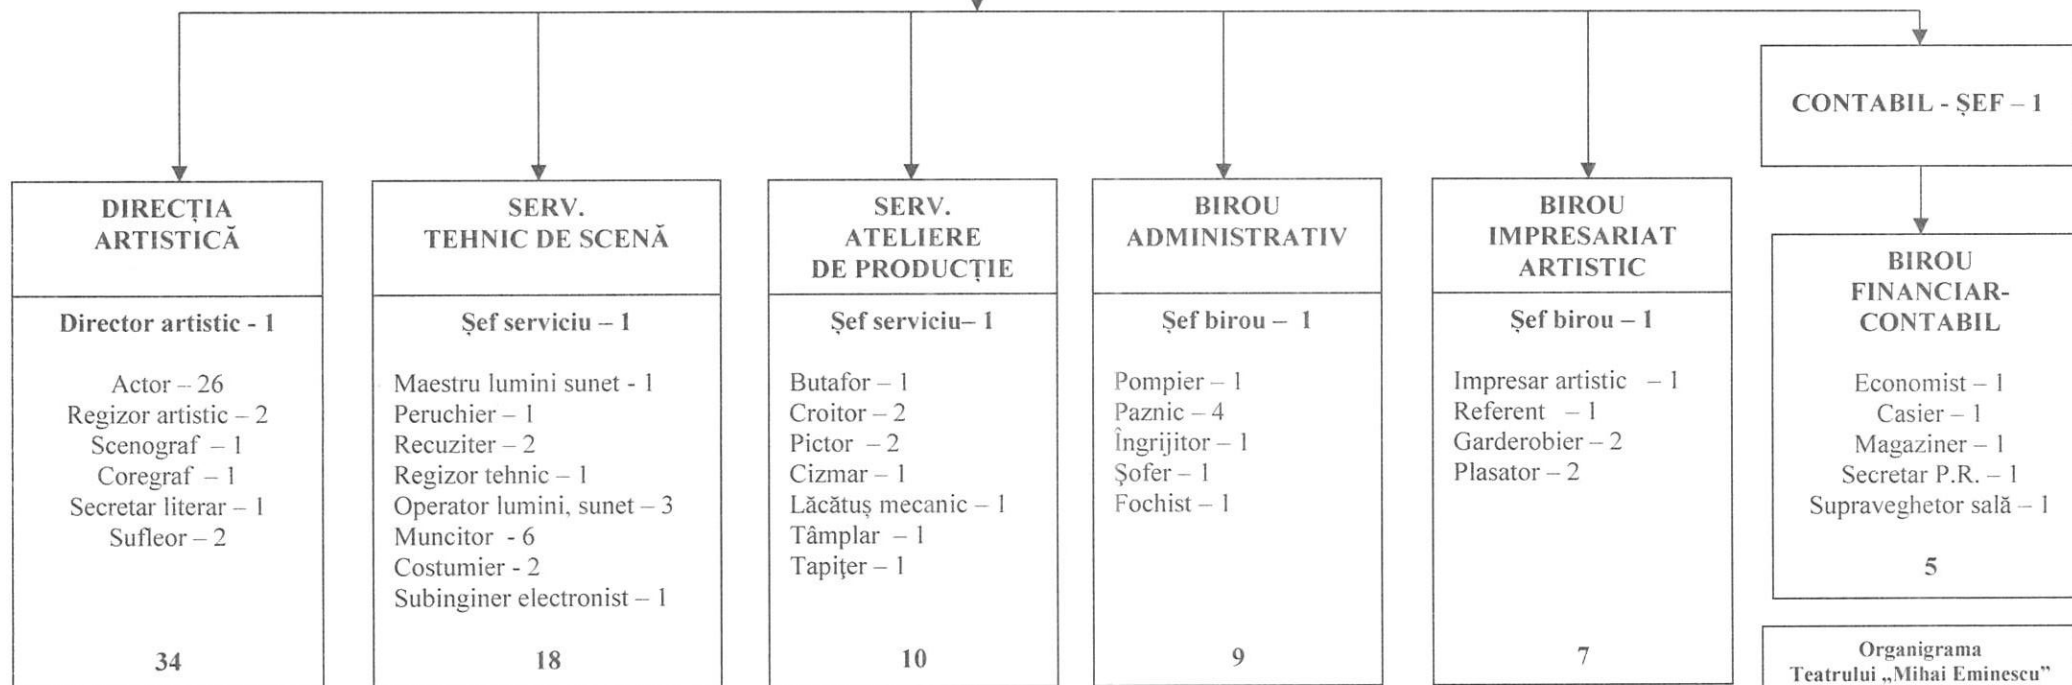 CONTABIL - ȘEF – 1
DIRECȚIA
ARTISTICĂ
Director artistic - 1
Actor – 26
Regizor artistic – 2
Scenograf – 1
Coregraf – 1
Secretar literar – 1
Sufleor – 2
34
SERV.
TEHNIC DE SCENĂ
Șef serviciu – 1
Maestru lumini sunet - 1
Peruchier – 1
Recuziter – 2
Regizor tehnic – 1
Operator lumini, sunet – 3
Muncitor - 6
Costumier - 2
Subinginer electronist – 1
18
SERV.
ATELIERE
DE PRODUCȚIE
Șef serviciu– 1
Butafor – 1
Croitor – 2
Pictor – 2
Cizmar – 1
Lăcătuș mecanic – 1
Tâmplar – 1
Tapițer – 1
10
BIROU
ADMINISTRATIV
Șef birou – 1
Pompier – 1
Paznic – 4
Îngrijitor – 1
Șofer – 1
Fochist – 1
9
BIROU
IMPRESARIAT
ARTISTIC
Șef birou – 1
Impresar artistic – 1
Referent – 1
Garderobier – 2
Plasator – 2
7
BIROU
FINANCIAR-
CONTABIL
Economist – 1
Casier – 1
Magaziner – 1
Secretar P.R. – 1
Supraveghetor sală – 1
5
Organigrama
Teatrului „Mihai Eminescu”